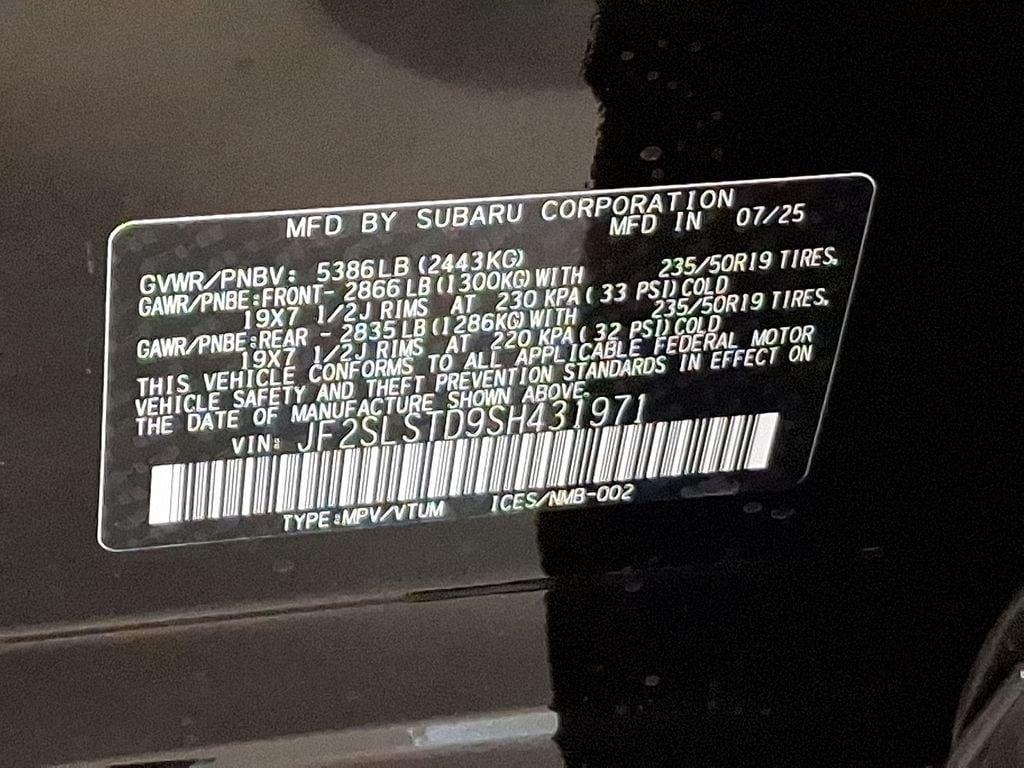 MFD BY SUBARU CORPORATION
MFD IN 07/25
GVWR/PNBV: 5386LB (2443KG)
GAWR/PNBE:FRONT- 2866 LB (1300KG) WITH 235/50R19 TIRES.
19X7 1/2J RIMS AT 230 KPA ( 33 PSI) COLD
GAWR/PNBE:REAR - 2835 LB (1286KG) WITH 235/50R19 TIRES.
19X7 1/2J RIMS AT 220 KPA ( 32 PSI) COLD
THIS VEHICLE CONFORMS TO ALL APPLICABLE FEDERAL MOTOR
VEHICLE SAFETY AND THEFT PREVENTION STANDARDS IN EFFECT ON
THE DATE OF MANUFACTURE SHOWN ABOVE.
VIN: JF2SLSTD9SH431971
TYPE:MPV/VTUM ICES/NMB-002